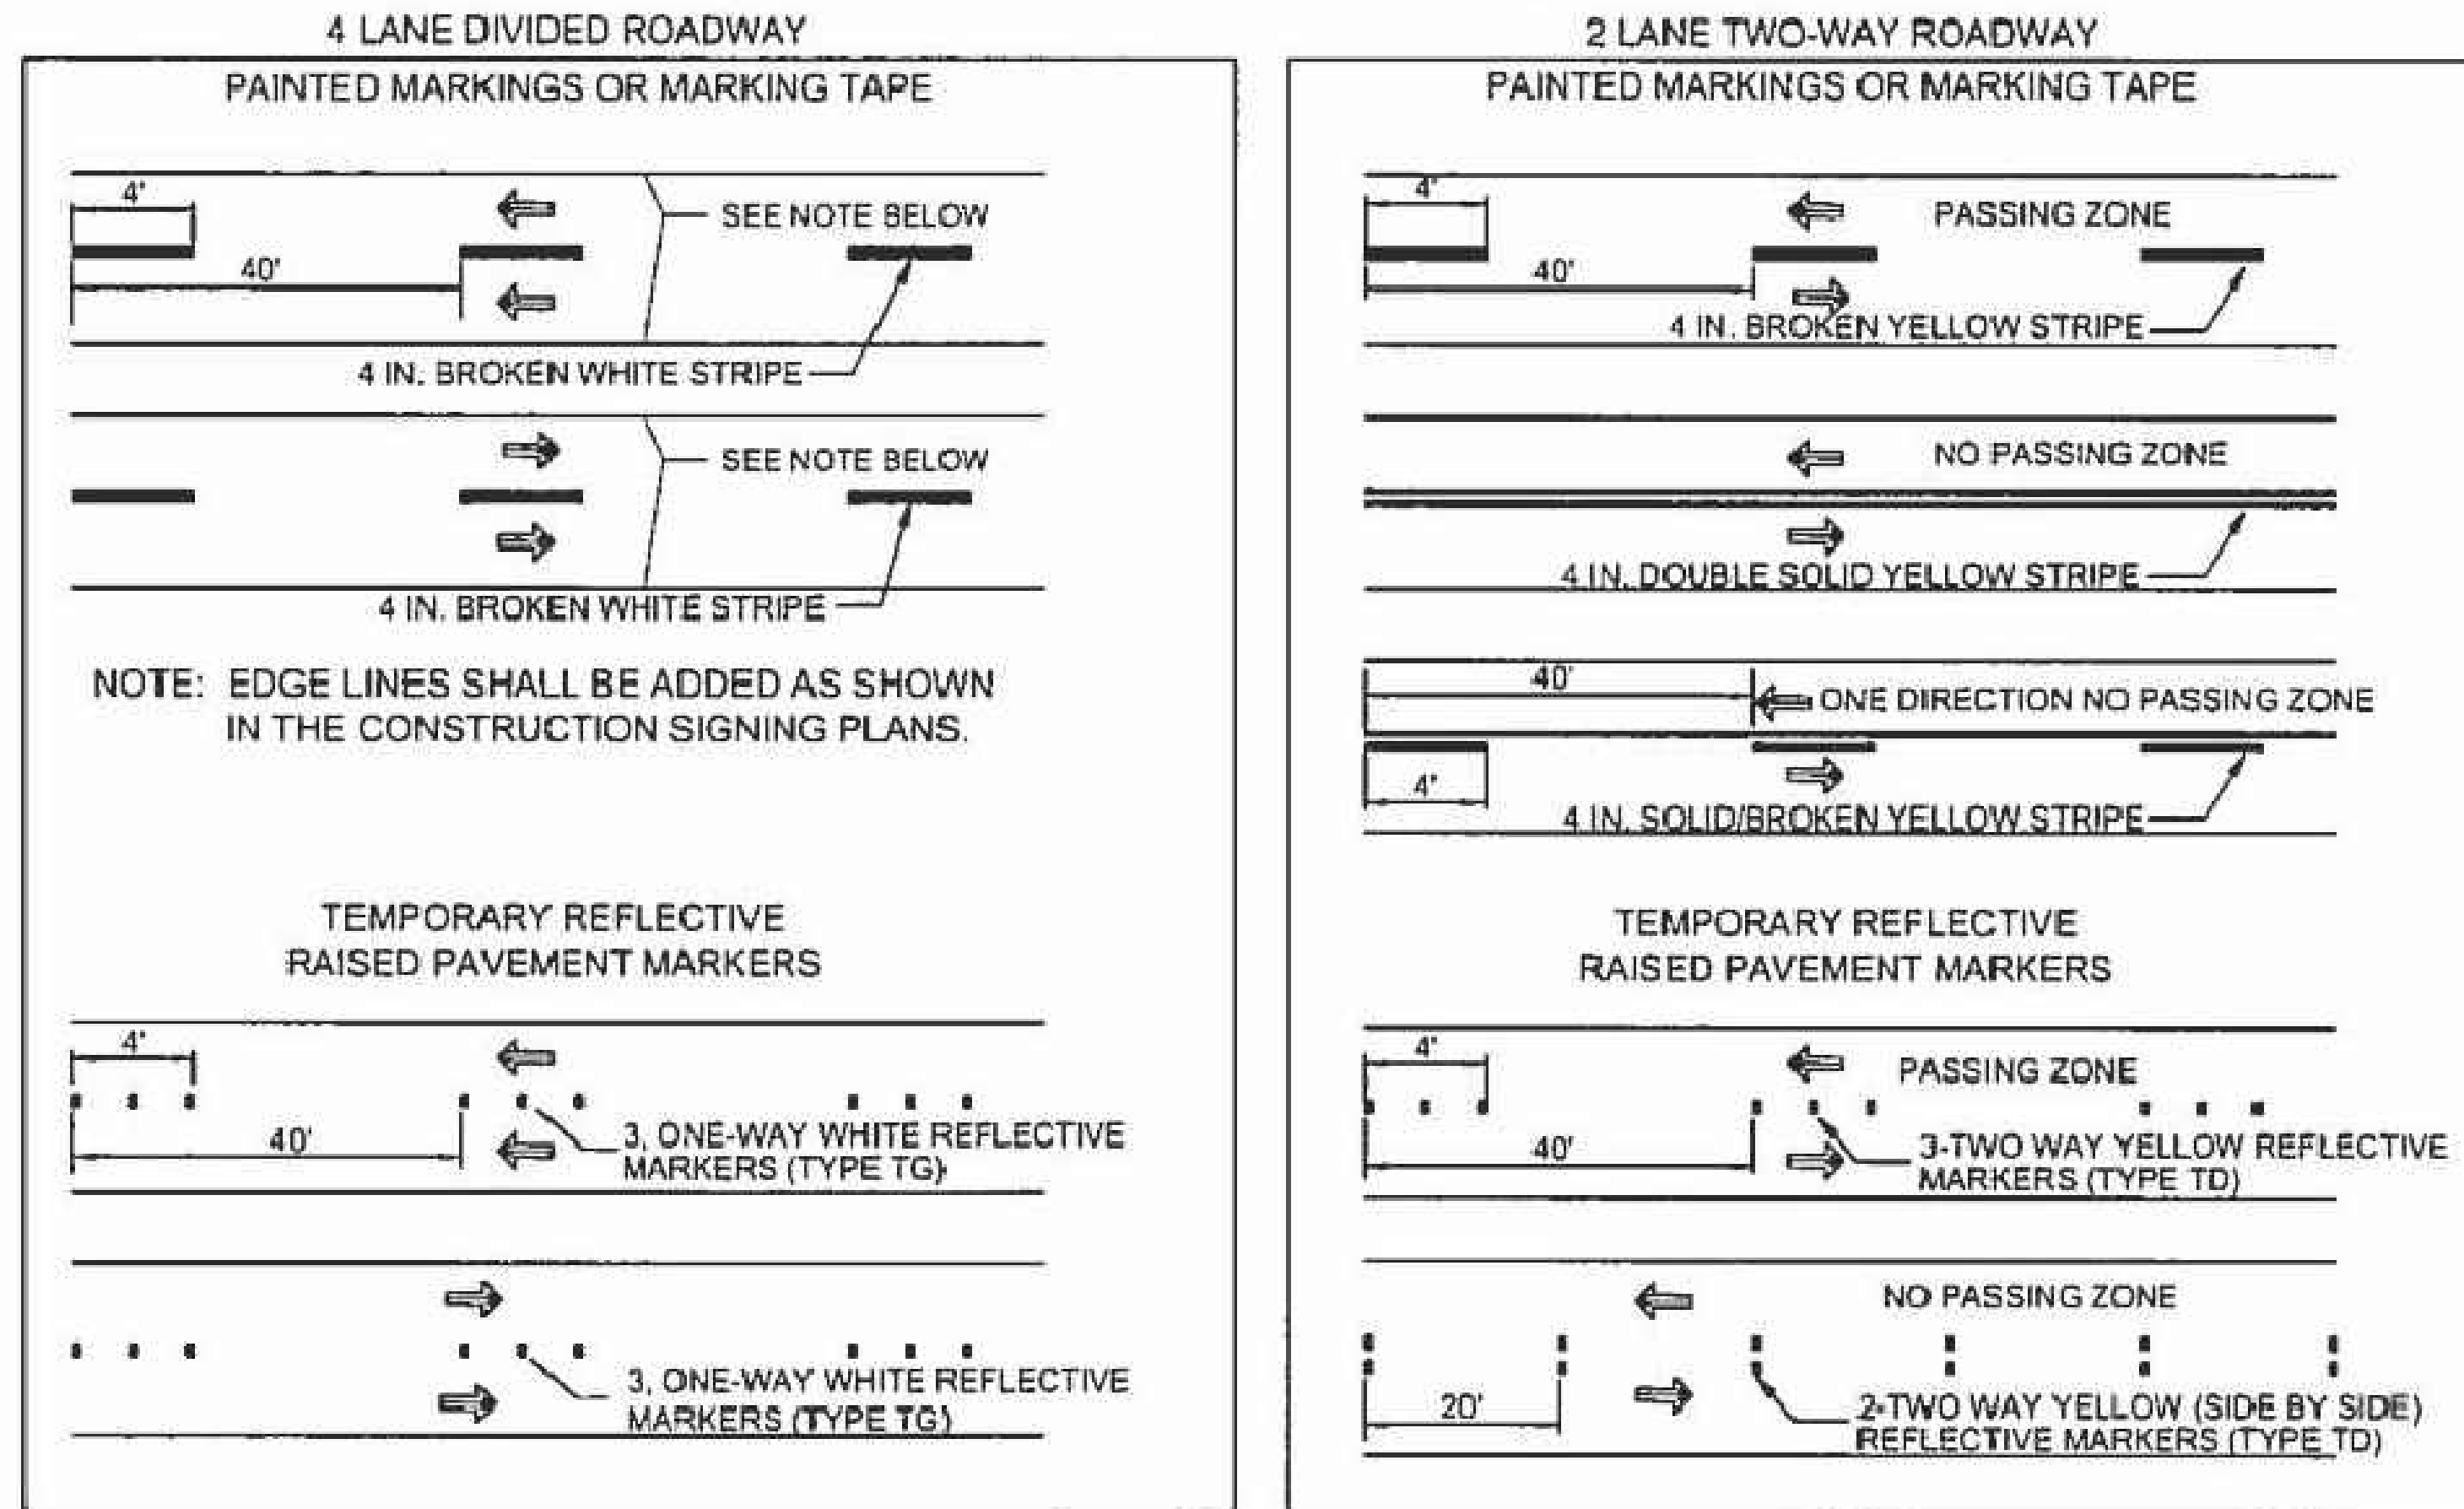 4 LANE DIVIDED ROADWAY
PAINTED MARKINGS OR MARKING TAPE
4'
SEE NOTE BELOW
40'
4 IN. BROKEN WHITE STRIPE
SEE NOTE BELOW
4 IN. BROKEN WHITE STRIPE
NOTE: EDGE LINES SHALL BE ADDED AS SHOWN
IN THE CONSTRUCTION SIGNING PLANS.
TEMPORARY REFLECTIVE
RAISED PAVEMENT MARKERS
4'
40'
3, ONE-WAY WHITE REFLECTIVE
MARKERS (TYPE TG)
3, ONE-WAY WHITE REFLECTIVE
MARKERS (TYPE TG)
2 LANE TWO-WAY ROADWAY
PAINTED MARKINGS OR MARKING TAPE
4'
PASSING ZONE
40'
4 IN. BROKEN YELLOW STRIPE
NO PASSING ZONE
4 IN. DOUBLE SOLID YELLOW STRIPE
40'
ONE DIRECTION NO PASSING ZONE
4'
4 IN. SOLID/BROKEN YELLOW STRIPE
TEMPORARY REFLECTIVE
RAISED PAVEMENT MARKERS
4'
PASSING ZONE
40'
3-TWO WAY YELLOW REFLECTIVE
MARKERS (TYPE TD)
NO PASSING ZONE
20'
2-TWO WAY YELLOW (SIDE BY SIDE)
REFLECTIVE MARKERS (TYPE TD)